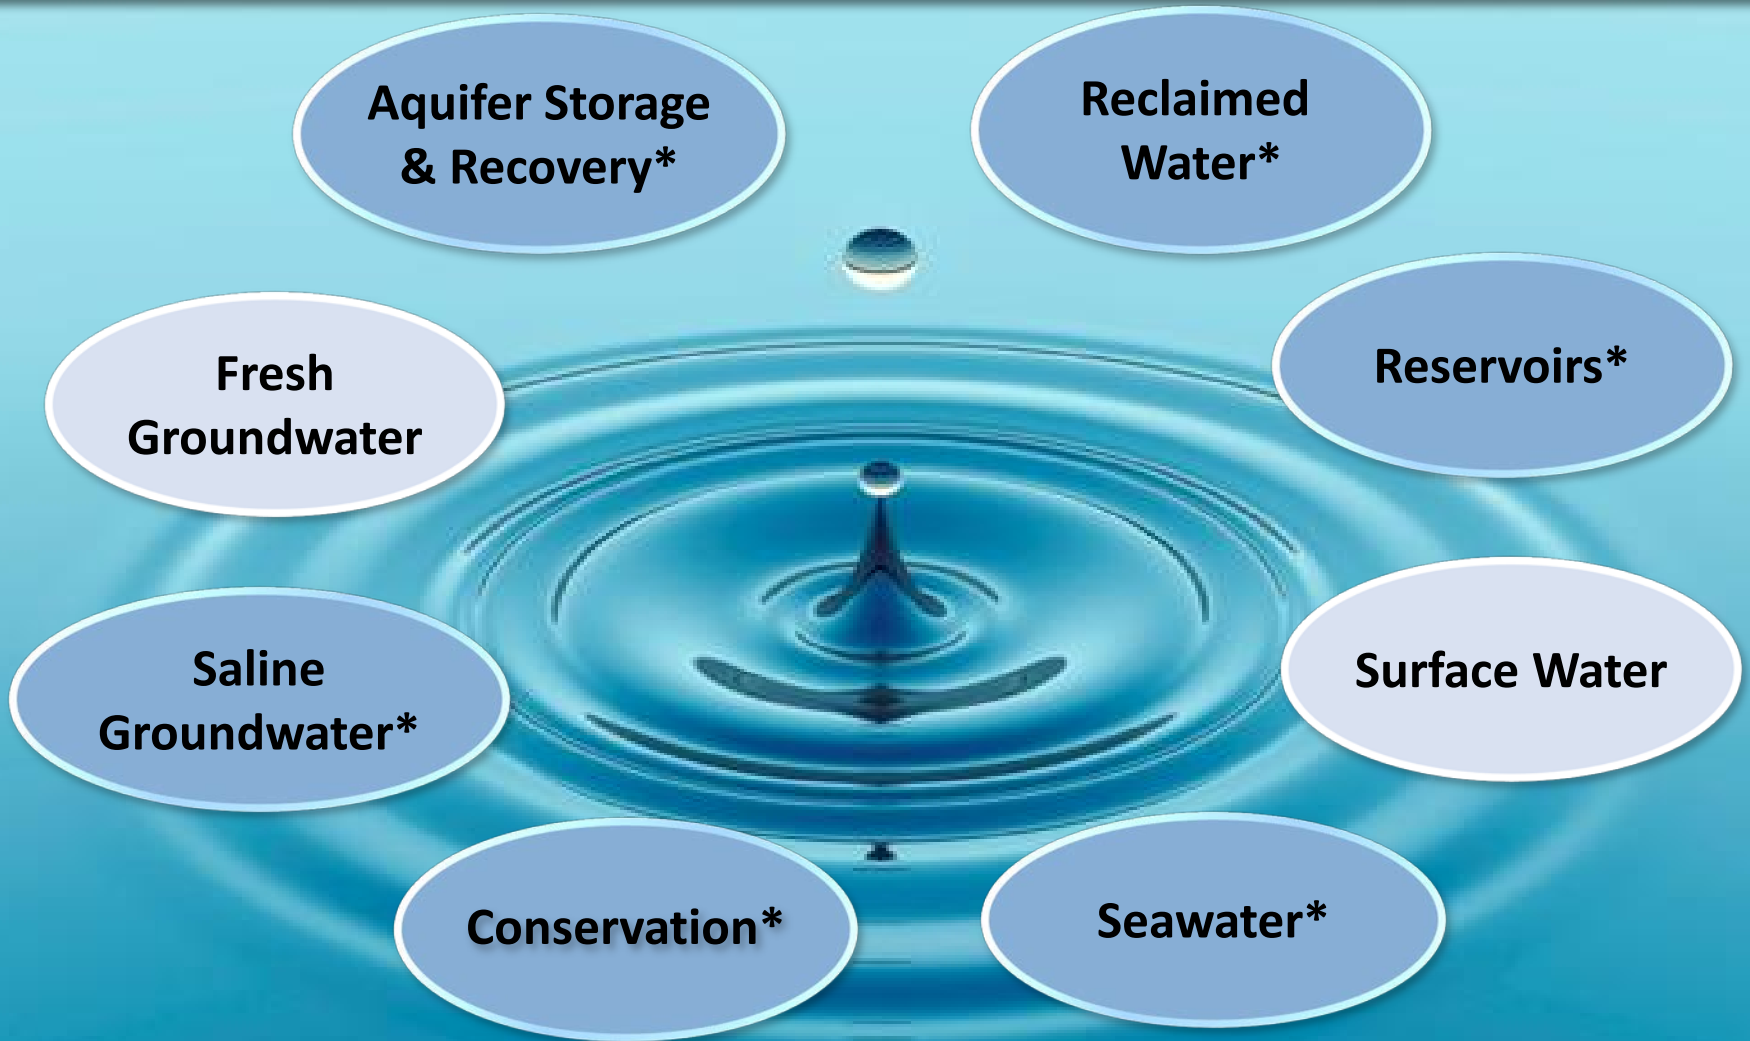 Aquifer Storage
& Recovery*
Reclaimed
Water*
Fresh
Groundwater
Reservoirs*
Saline
Groundwater*
Surface Water
Conservation*
Seawater*